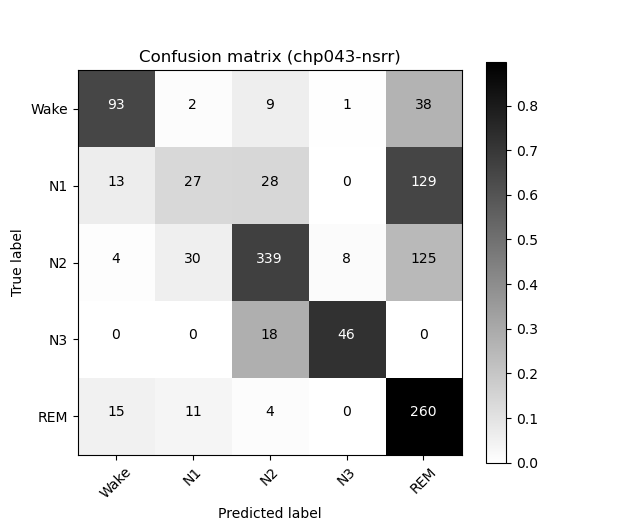 Confusion matrix (chp043-nsrr)
Wake 93 2 9 1 38
N1 13 27 28 0 129
N2 4 30 339 8 125
N3 0 0 18 46 0
REM 15 11 4 0 260
Wake N1 N2 N3 REM
Predicted label
True label
0.8
0.7
0.6
0.5
0.4
0.3
0.2
0.1
0.0